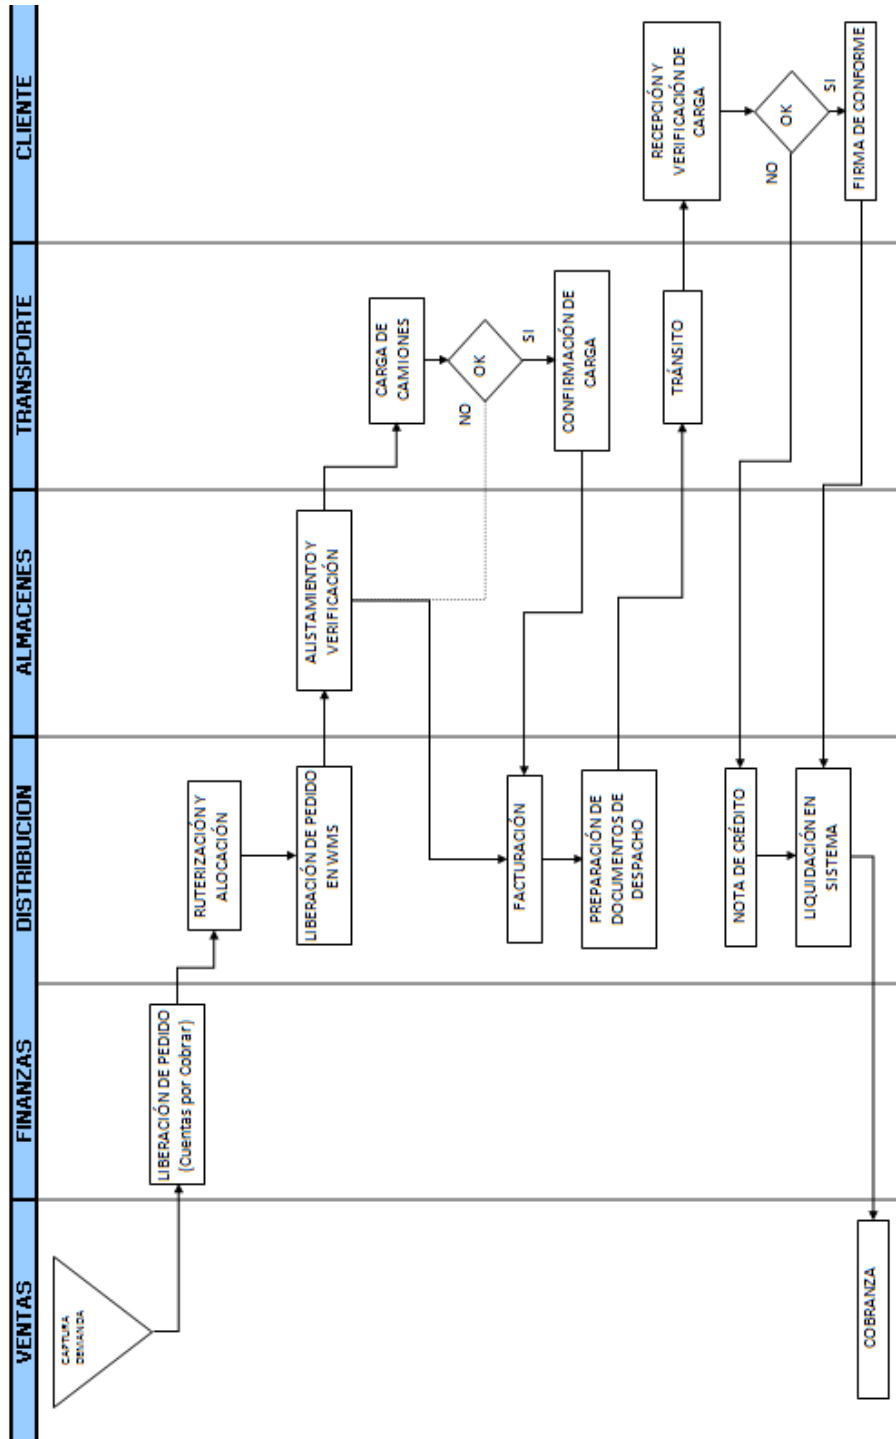 VENTAS
FINANZAS
DISTRIBUCION
ALMACENES
TRANSPORTE
CLIENTE
CAPTURA
DEMANDA
LIBERACIÓN DE PEDIDO
(Cuentas por Cobrar)
RUTERIZACIÓN Y
ALOCACIÓN
LIBERACIÓN DE PEDIDO
EN WMS
ALISTAMIENTO Y
VERIFICACIÓN
CARGA DE
CAMIONES
OK
NO
SI
CONFIRMACIÓN DE
CARGA
FACTURACIÓN
PREPARACIÓN DE
DOCUMENTOS DE
DESPACHO
TRÁNSITO
RECEPCIÓN Y
VERIFICACIÓN DE
CARGA
OK
NO
SI
FIRMA DE CONFORME
NOTA DE CRÉDITO
LIQUIDACIÓN EN
SISTEMA
COBRANZA